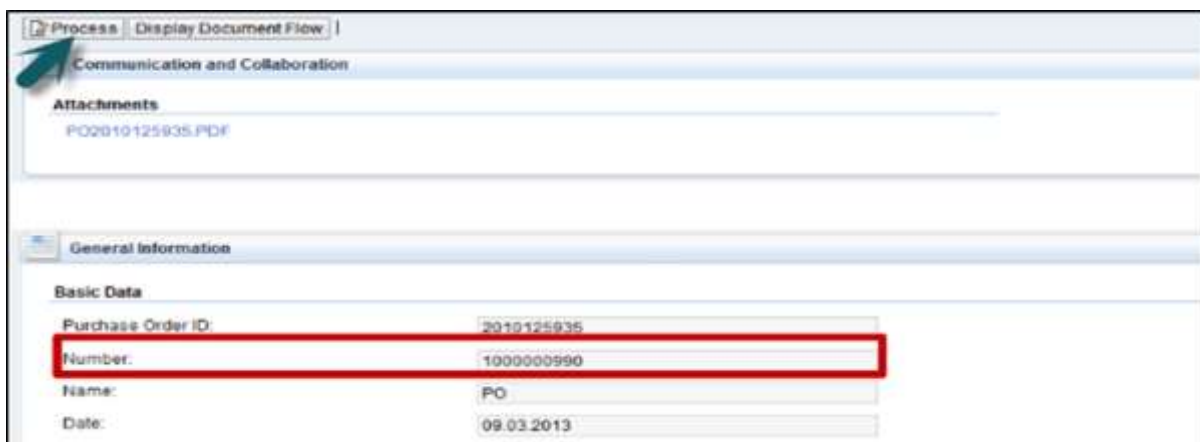 Process Display Document Flow
Communication and Collaboration
Attachments
PO2010125935.PDF
General Information
Basic Data
Purchase Order ID: 2010125935
Number: 1000000990
Name: PO
Date: 09.03.2013